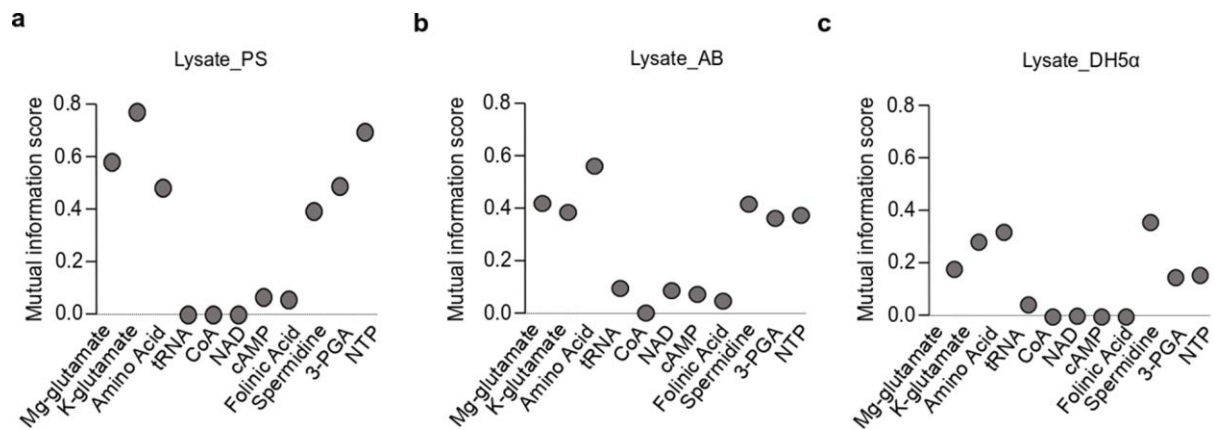 a
Lysate_PS
Mutual information score
0.8
0.6
0.4
0.2
0.0
Mg-glutamate
K-glutamate
Amino Acid
tRNA
CoA
NAD
cAMP
Folinic Acid
Spermidine
3-PGA
NTP
b
Lysate_AB
Mutual information score
0.8
0.6
0.4
0.2
0.0
Mg-glutamate
K-glutamate
Amino Acid
tRNA
CoA
NAD
cAMP
Folinic Acid
Spermidine
3-PGA
NTP
c
Lysate_DH5α
Mutual information score
0.8
0.6
0.4
0.2
0.0
Mg-glutamate
K-glutamate
Amino Acid
tRNA
CoA
NAD
cAMP
Folinic Acid
Spermidine
3-PGA
NTP